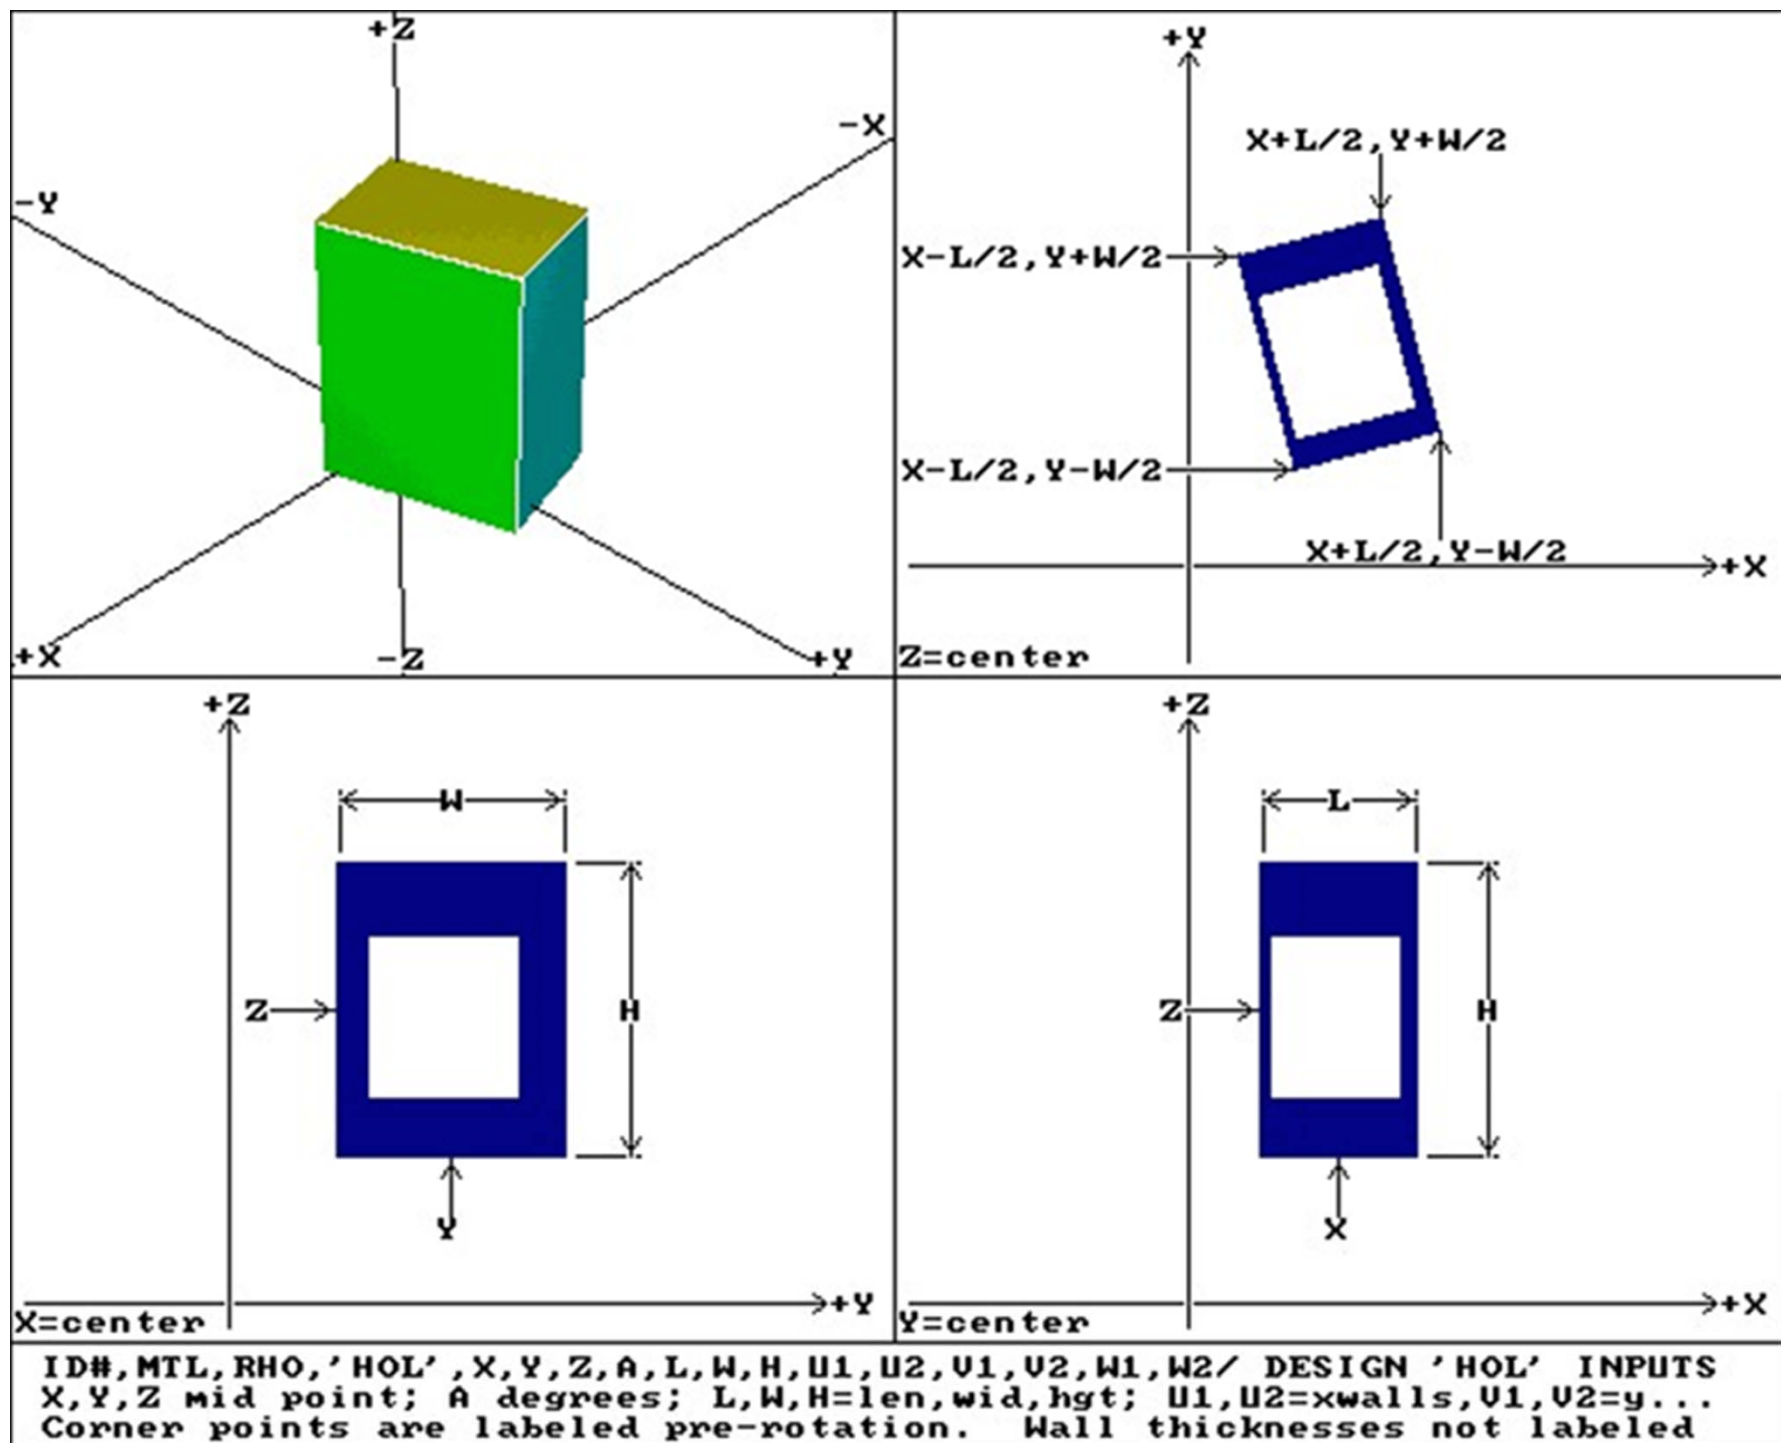 +Z
-X
-Y
+X
-Z
+Y
+Y
X+L/2,Y+W/2
X-L/2,Y+W/2
X-L/2,Y-W/2
X+L/2,Y-W/2
+X
Z=center
+Z
W
Z
H
Y
+Y
X=center
+Z
L
Z
H
X
+X
Y=center
ID#,MTL,RHO,'HOL',X,Y,Z,A,L,W,H,U1,U2,V1,V2,W1,W2/ DESIGN 'HOL' INPUTS
X,Y,Z mid point; A degrees; L,W,H=len,wid,hgt; U1,U2=xwalls,V1,V2=y...
Corner points are labeled pre-rotation. Wall thicknesses not labeled